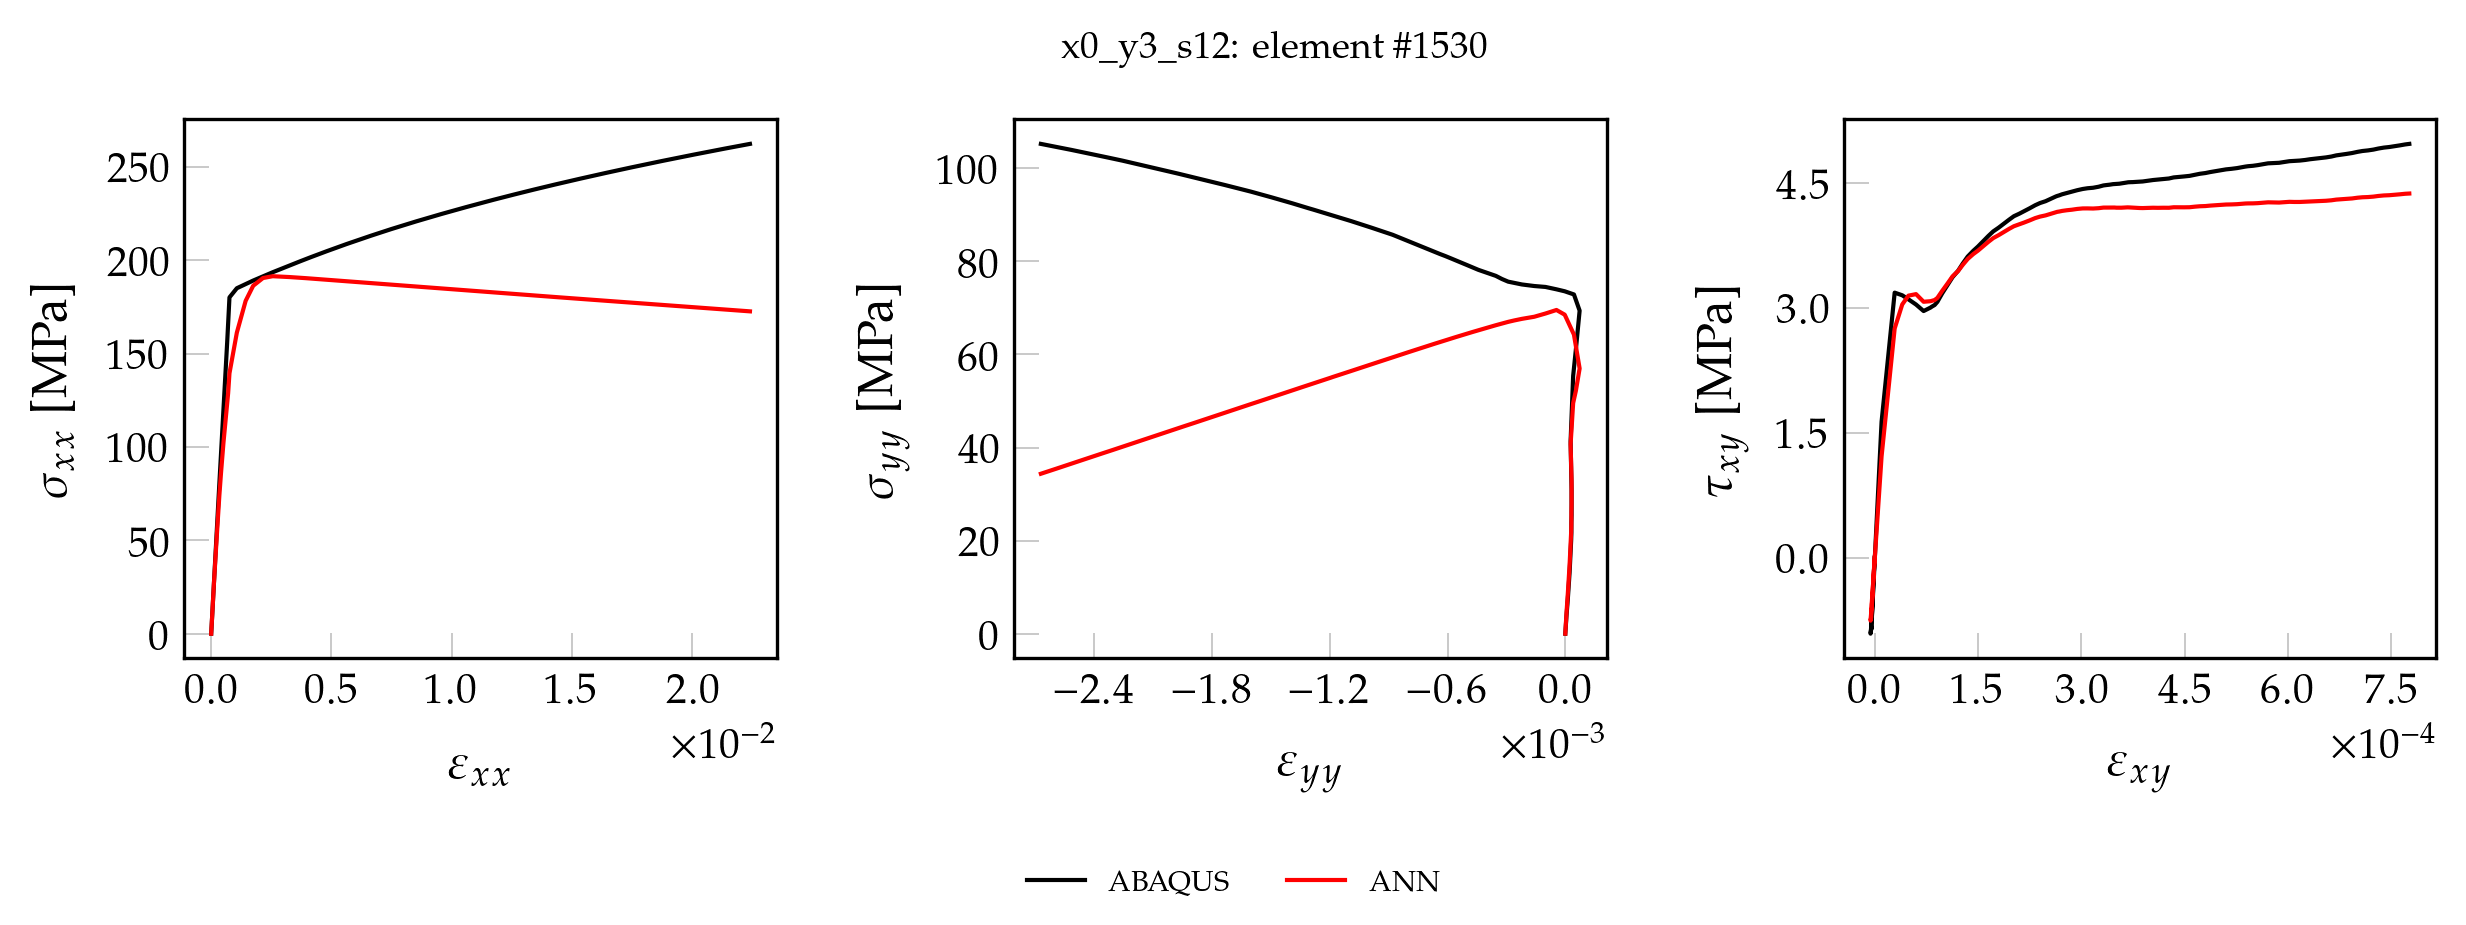 x0_y3_s12: element #1530
σxx [MPa]
250
200
150
100
50
0
0.0 0.5 1.0 1.5 2.0
×10−2
εxx
σyy [MPa]
100
80
60
40
20
0
−2.4 −1.8 −1.2 −0.6 0.0
×10−3
εyy
τxy [MPa]
4.5
3.0
1.5
0.0
0.0 1.5 3.0 4.5 6.0 7.5
×10−4
εxy
ABAQUS ANN